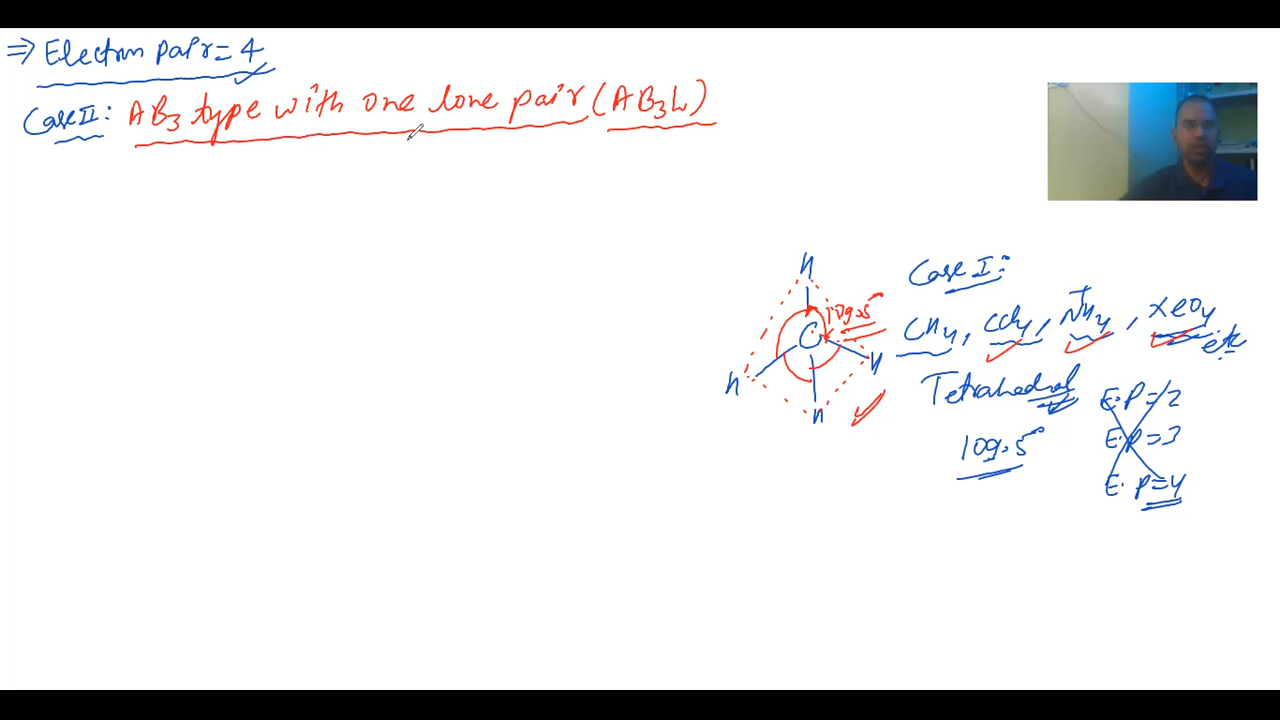 ⇒ Electron pair = 4
Case II: AB₃ type with one lone pair (AB₃L)
Case I:
CH₄, CCl₄, NH₄⁺, XeO₄ etc
Tetrahedral
109.5°
E.P = 2
E.P = 3
E.P = 4
H
109.5°
C
H
H
H